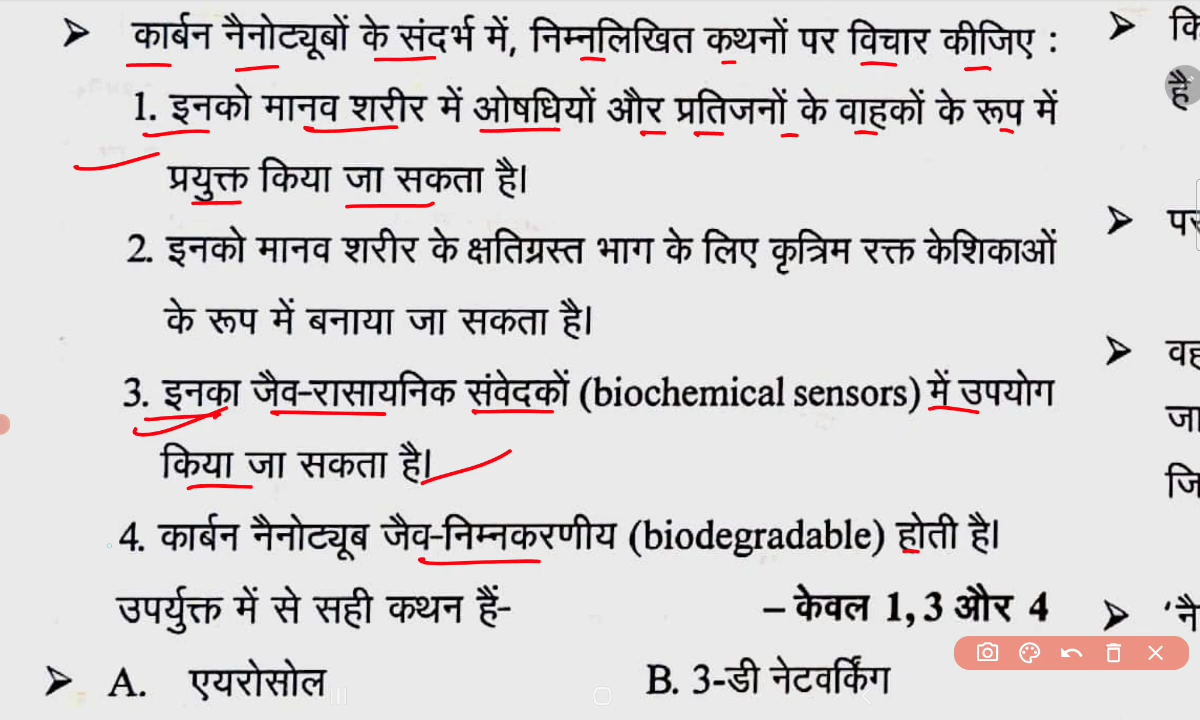 ➢ कार्बन नैनोट्यूबों के संदर्भ में, निम्नलिखित कथनों पर विचार कीजिए :
1. इनको मानव शरीर में ओषधियों और प्रतिजनों के वाहकों के रूप में
प्रयुक्त किया जा सकता है।
2. इनको मानव शरीर के क्षतिग्रस्त भाग के लिए कृत्रिम रक्त केशिकाओं
के रूप में बनाया जा सकता है।
3. इनका जैव-रासायनिक संवेदकों (biochemical sensors) में उपयोग
किया जा सकता है।
4. कार्बन नैनोट्यूब जैव-निम्नकरणीय (biodegradable) होती है।
उपर्युक्त में से सही कथन हैं- – केवल 1, 3 और 4
➢ A. एयरोसोल B. 3-डी नेटवर्किंग
➢
है
➢
➢
जा
➢